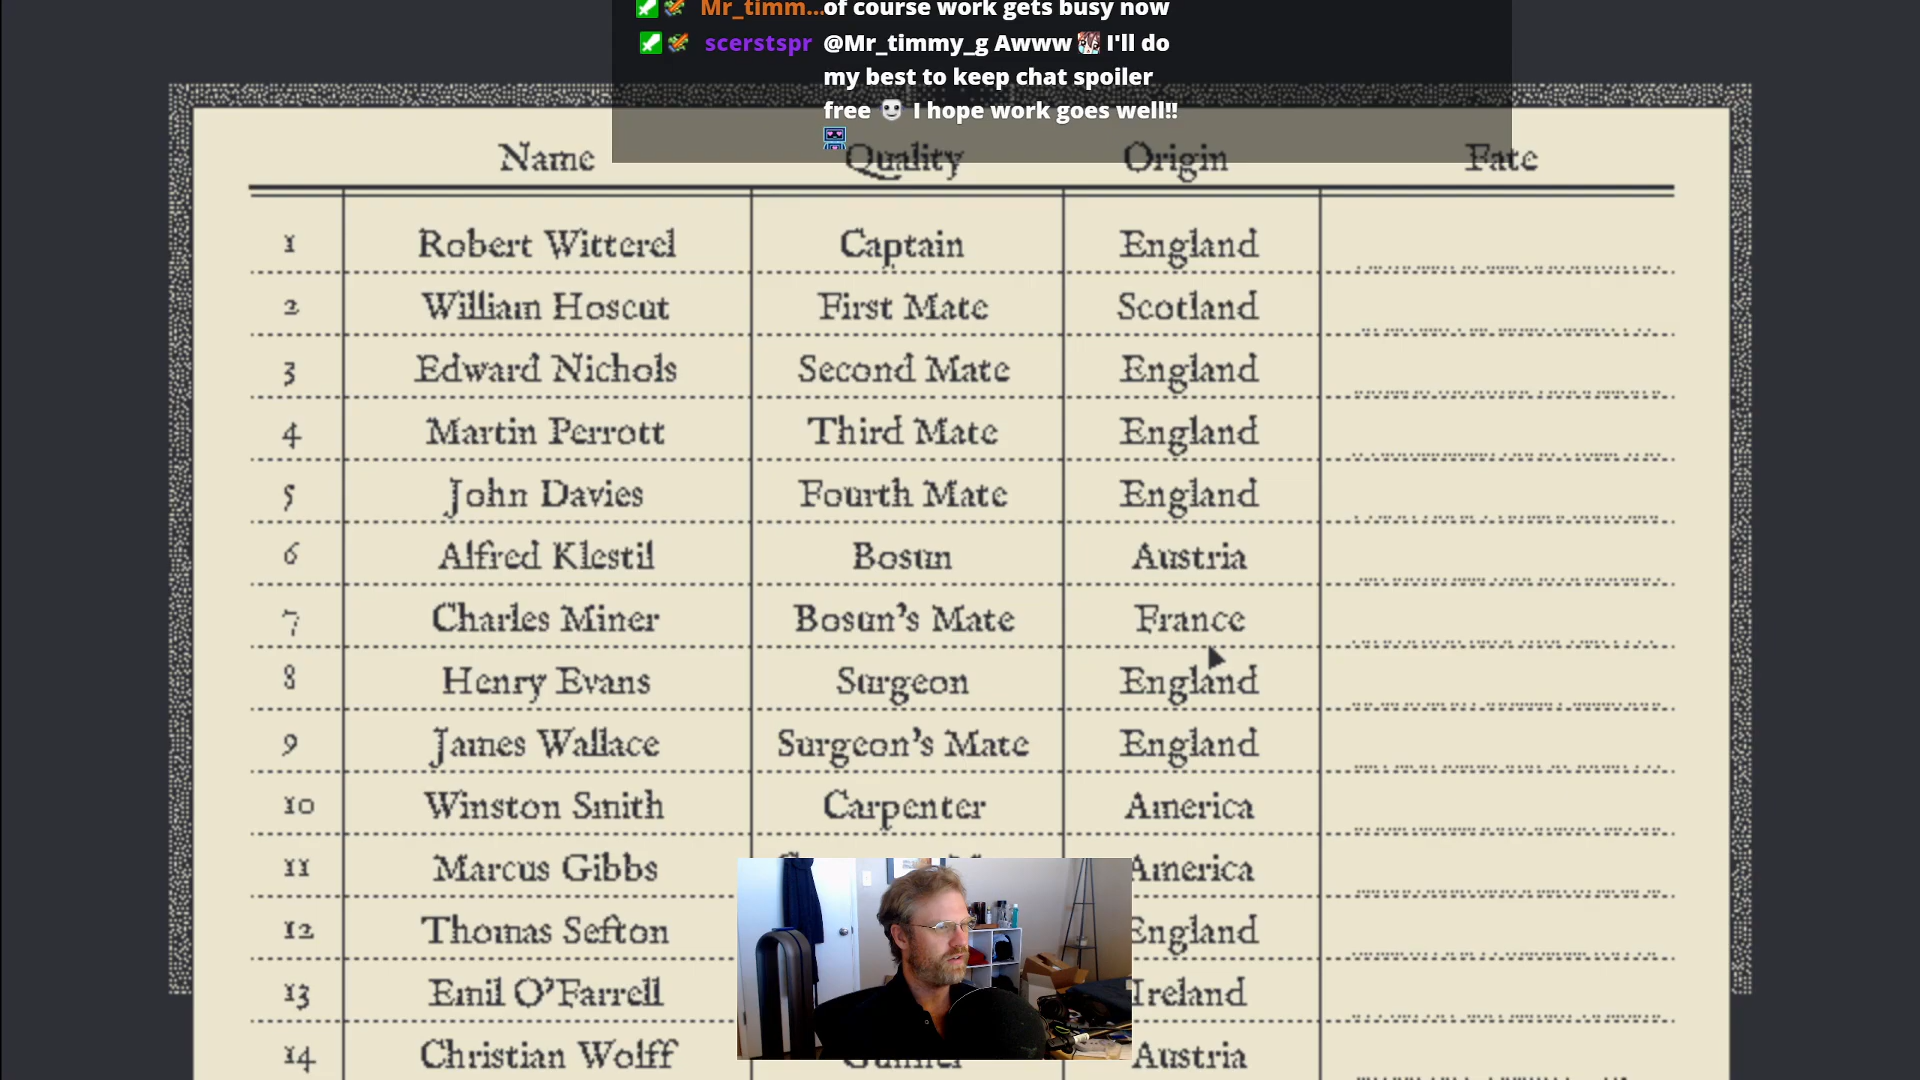 Mr_timm... of course work gets busy now
scerstspr @Mr_timmy_g Awww I'll do
my best to keep chat spoiler
free I hope work goes well!!
Name Quality Origin Fate
1 Robert Witterel Captain England
2 William Hoscut First Mate Scotland
3 Edward Nichols Second Mate England
4 Martin Perrott Third Mate England
5 John Davies Fourth Mate England
6 Alfred Klestil Bosun Austria
7 Charles Miner Bosun's Mate France
8 Henry Evans Surgeon England
9 James Wallace Surgeon's Mate England
10 Winston Smith Carpenter America
11 Marcus Gibbs America
12 Thomas Sefton England
13 Emil O'Farrell Ireland
14 Christian Wolff Gunner Austria